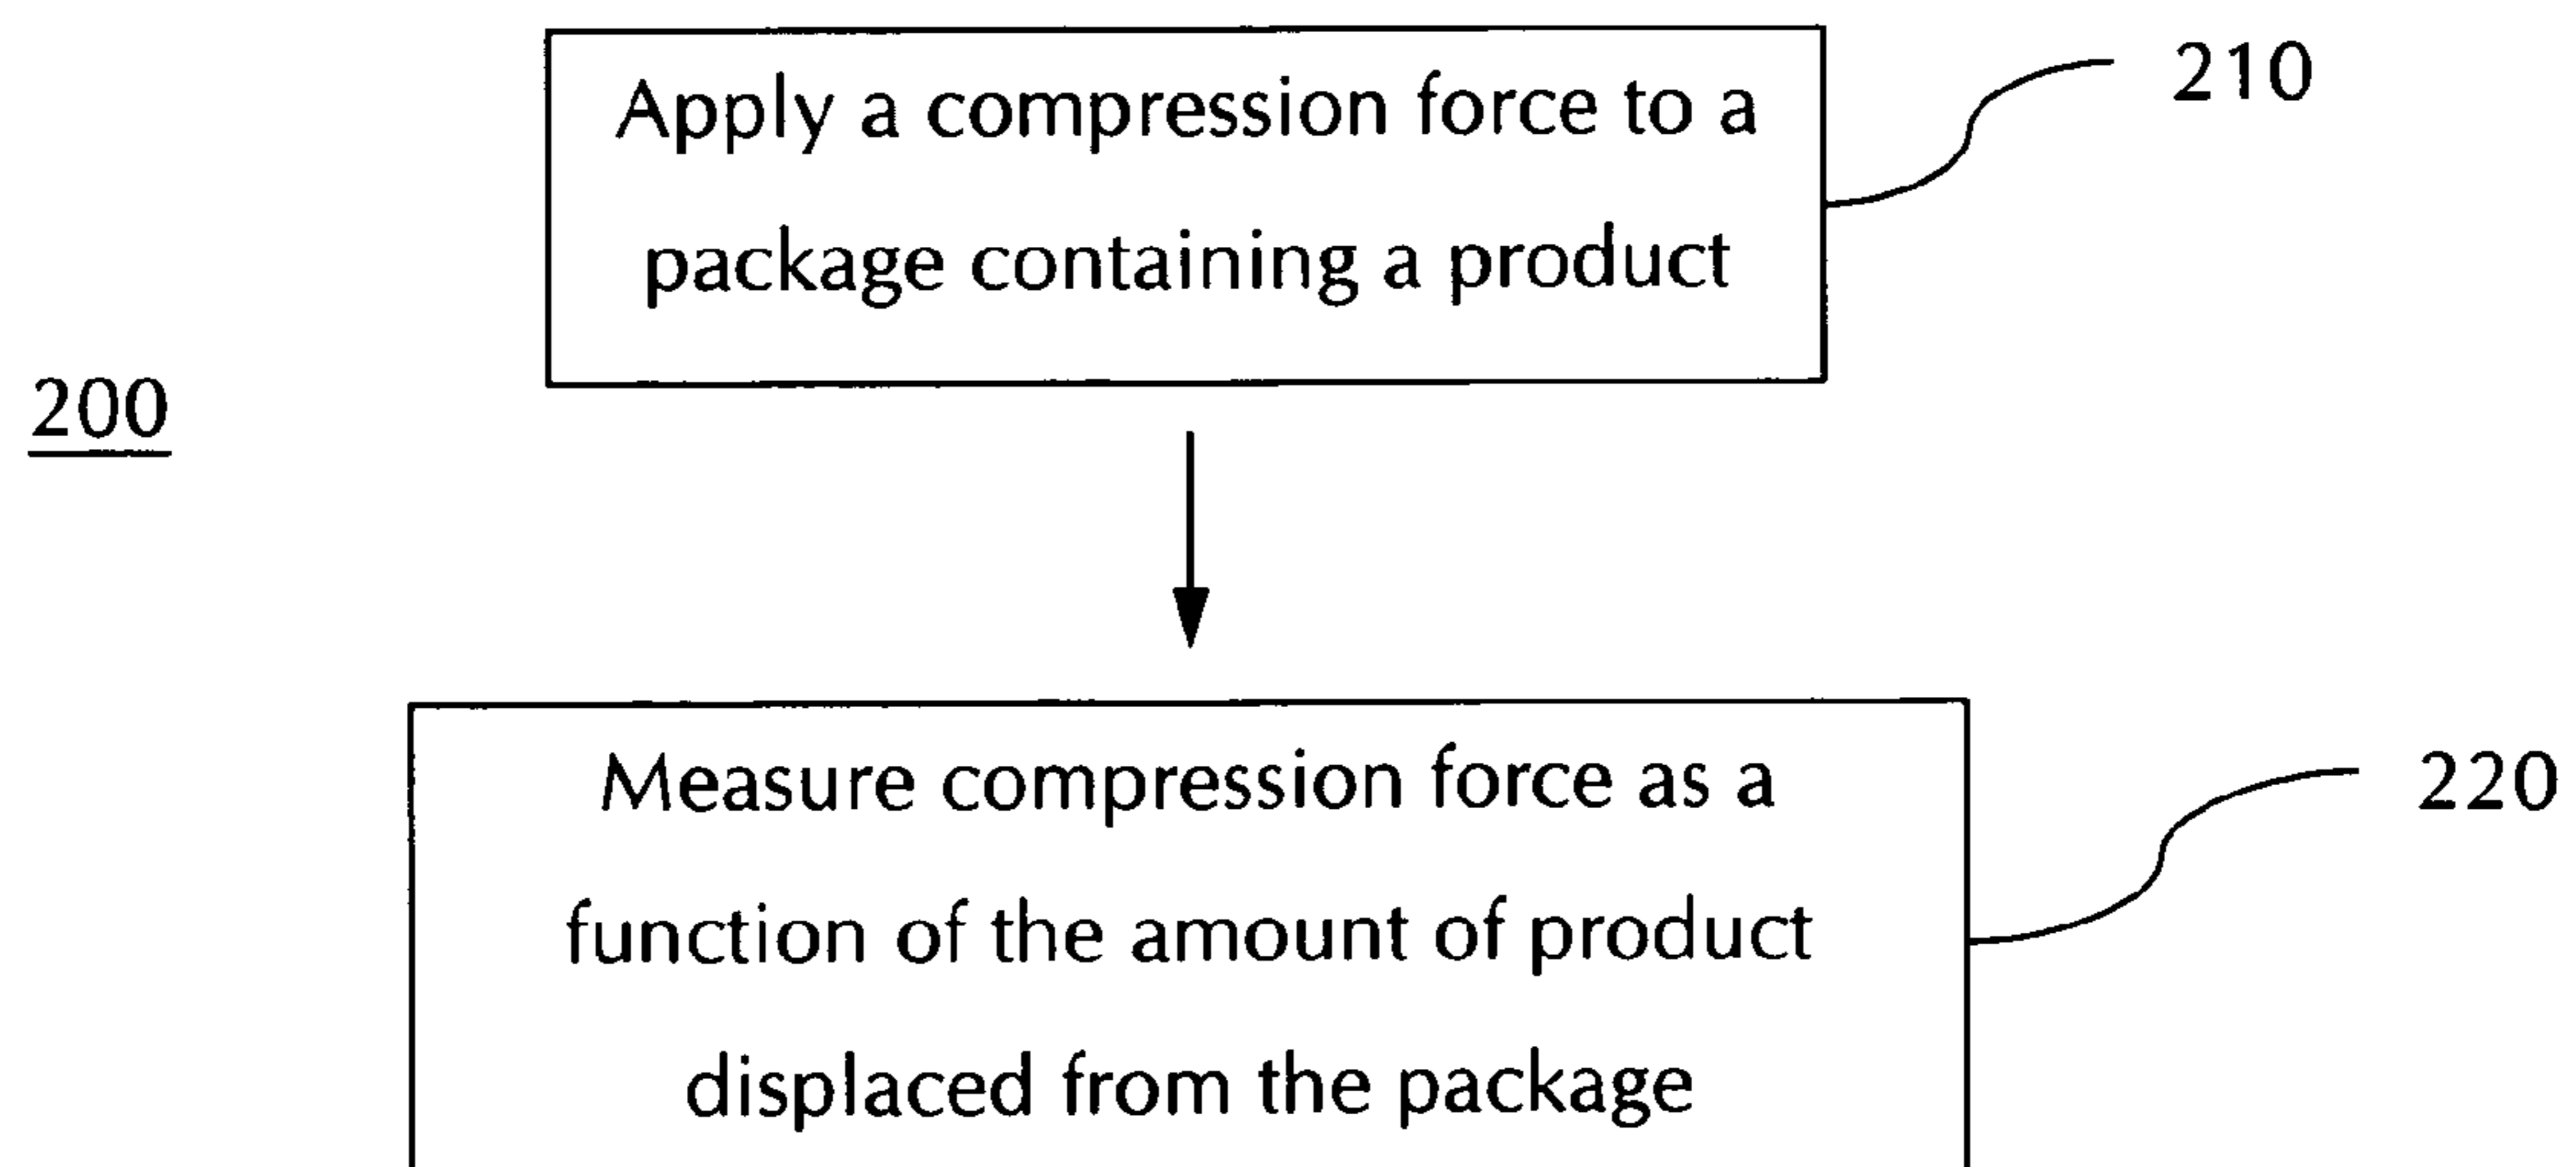 Apply a compression force to a
package containing a product
210
200
Measure compression force as a
function of the amount of product
displaced from the package
220